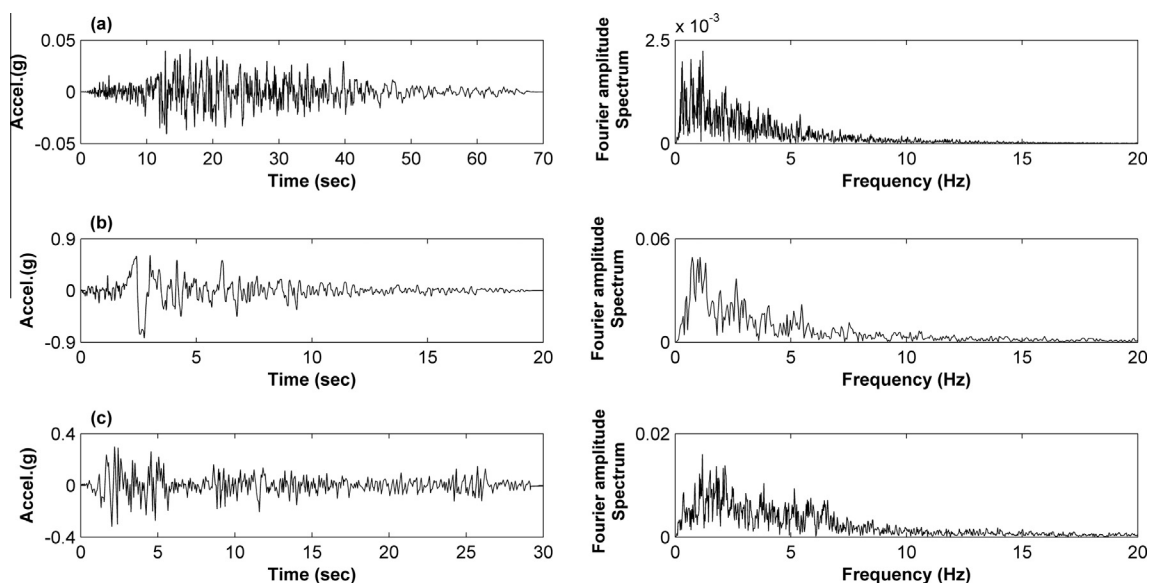 (a)
x 10⁻³
0.05
0
-0.05
Accel.(g)
0 10 20 30 40 50 60 70
Time (sec)
2.5
0
Fourier amplitude
Spectrum
0 5 10 15 20
Frequency (Hz)
(b)
0.9
0
-0.9
Accel.(g)
0 5 10 15 20
Time (sec)
0.06
0
Fourier amplitude
Spectrum
0 5 10 15 20
Frequency (Hz)
(c)
0.4
0
-0.4
Accel.(g)
0 5 10 15 20 25 30
Time (sec)
0.02
0
Fourier amplitude
Spectrum
0 5 10 15 20
Frequency (Hz)